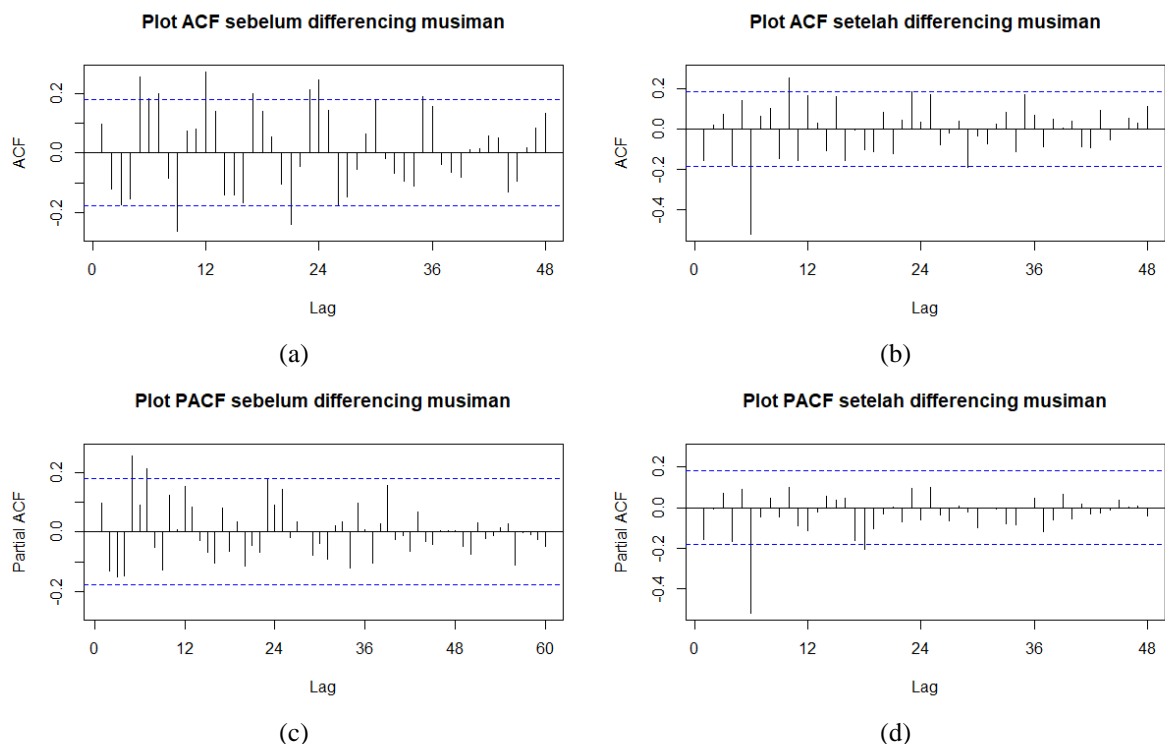 Plot ACF sebelum differencing musiman
ACF
0.2
0.0
-0.2
0 12 24 36 48
Lag
(a)
Plot ACF setelah differencing musiman
ACF
0.2
0.0
-0.2
-0.4
0 12 24 36 48
Lag
(b)
Plot PACF sebelum differencing musiman
Partial ACF
0.2
0.0
-0.2
0 12 24 36 48 60
Lag
(c)
Plot PACF setelah differencing musiman
Partial ACF
0.2
0.0
-0.2
-0.4
0 12 24 36 48
Lag
(d)